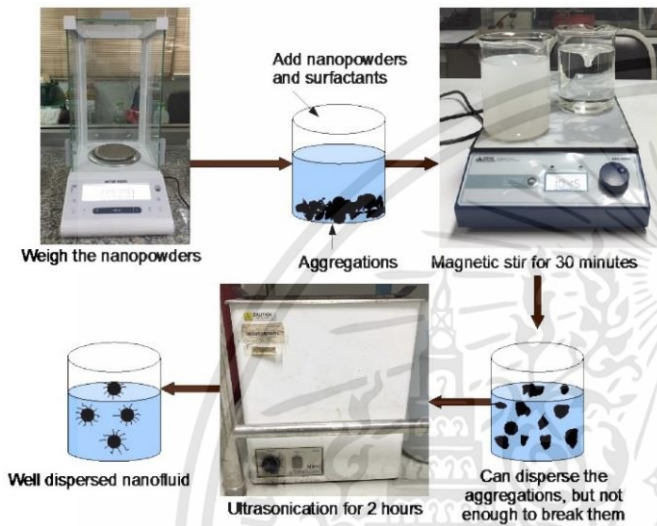 Add nanopowders
and surfactants
Weigh the nanopowders
Aggregations
Magnetic stir for 30 minutes
CAUTION
Well dispersed nanofluid
Ultrasonication for 2 hours
Can disperse the
aggregations, but not
enough to break them